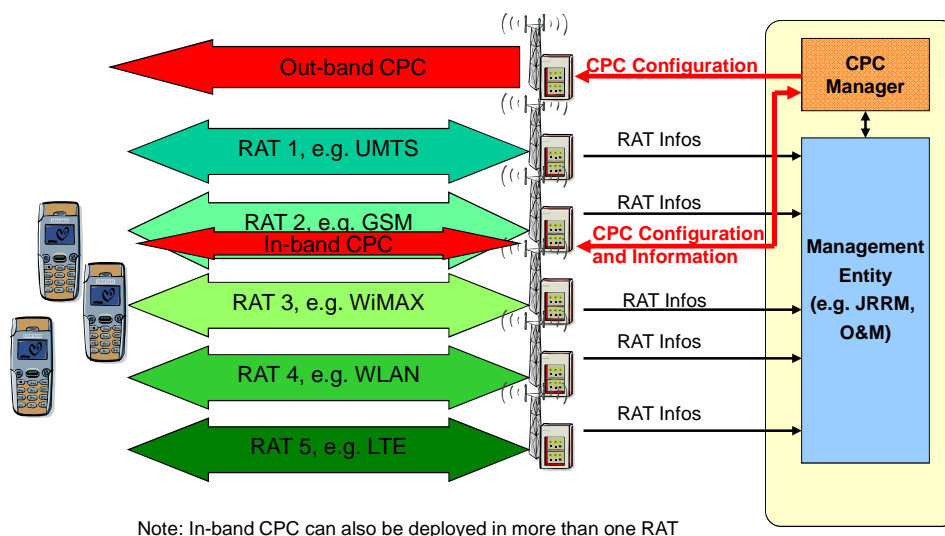 Out-band CPC
CPC Configuration
CPC
Manager
RAT 1, e.g. UMTS
RAT Infos
RAT 2, e.g. GSM
RAT Infos
In-band CPC
CPC Configuration
and Information
Management
Entity
(e.g. JRRM,
O&M)
RAT 3, e.g. WiMAX
RAT Infos
RAT 4, e.g. WLAN
RAT Infos
RAT 5, e.g. LTE
RAT Infos
Note: In-band CPC can also be deployed in more than one RAT